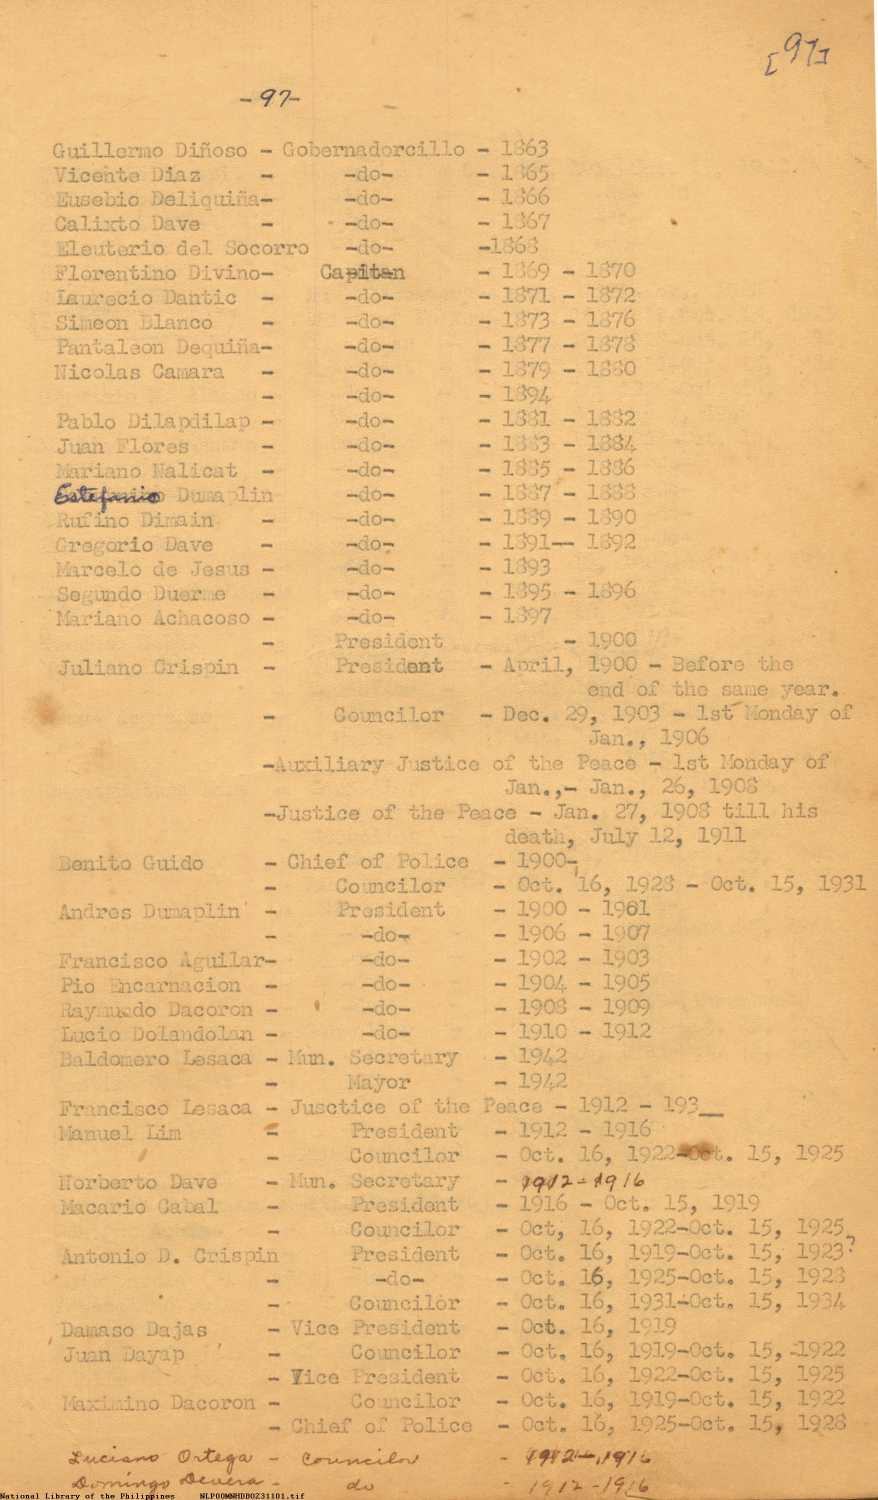 [97]
-97-
Guillermo Diñoso - Gobernadorcillo - 1863
Vicente Diaz - -do- - 1865
Eusebio Deliquiña- -do- - 1866
Calixto Dave - -do- - 1867
Eleuterio del Socorro -do- -1868
Florentino Divino- Capitan - 1869 - 1870
Laurecio Dantic - -do- - 1871 - 1872
Simeon Blanco - -do- - 1873 - 1876
Pantaleon Dequiña- -do- - 1877 - 1878
Nicolas Camara - -do- - 1879 - 1880
- -do- - 1894
Pablo Dilapdilap - -do- - 1881 - 1882
Juan Flores - -do- - 1883 - 1884
Mariano Malicat - -do- - 1885 - 1886
Estefanio Dumaplin -do- - 1887 - 1888
Rufino Dimain - -do- - 1889 - 1890
Gregorio Dave - -do- - 1891-- 1892
Marcelo de Jesus - -do- - 1893
Segundo Duerme - -do- - 1895 - 1896
Mariano Achacoso - -do- - 1897
- President - 1900
Juliano Crispin - President - April, 1900 - Before the
end of the same year.
- Councilor - Dec. 29, 1903 - 1st Monday of
Jan., 1906
-Auxiliary Justice of the Peace - 1st Monday of
Jan.,- Jan., 26, 1908
-Justice of the Peace - Jan. 27, 1908 till his
death, July 12, 1911
Benito Guido - Chief of Police - 1900-
- Councilor - Oct. 16, 1928 - Oct. 15, 1931
Andres Dumaplin - President - 1900 - 1901
- -do- - 1906 - 1907
Francisco Aguilar- -do- - 1902 - 1903
Pio Encarnacion - -do- - 1904 - 1905
Raymundo Dacoron - -do- - 1908 - 1909
Lucio Dolandolan - -do- - 1910 - 1912
Baldomero Lesaca - Mun. Secretary - 1942
- Mayor - 1942
Francisco Lesaca - Jusctice of the Peace - 1912 - 193__
Manuel Lim - President - 1912 - 1916
- Councilor - Oct. 16, 1922-Oct. 15, 1925
Norberto Dave - Mun. Secretary - 1912-1916
Macario Cabal - President - 1916 - Oct. 15, 1919
Councilor - Oct, 16, 1922-Oct. 15, 1925
Antonio D. Crispin President - Oct. 16, 1919-Oct. 15, 1923?
- -do- - Oct. 16, 1925-Oct. 15, 1928
- Councilor - Oct. 16, 1931-Oct. 15, 1934
Damaso Dajas - Vice President - Oct. 16, 1919
Juan Dayap - Councilor - Oct. 16, 1919-Oct. 15, -1922
- Vice President - Oct. 16, 1922-Oct. 15, 1925
Maximino Dacoron - Councilor - Oct. 16, 1919-Oct. 15, 1922
- Chief of Police - Oct. 16, 1925-Oct. 15, 1928
Luciano Ortega - Councilor - 1912-1916
Domingo Devera - do 1912-1916
National Library of the Philippines NLP00MNHDB0Z31101.tif